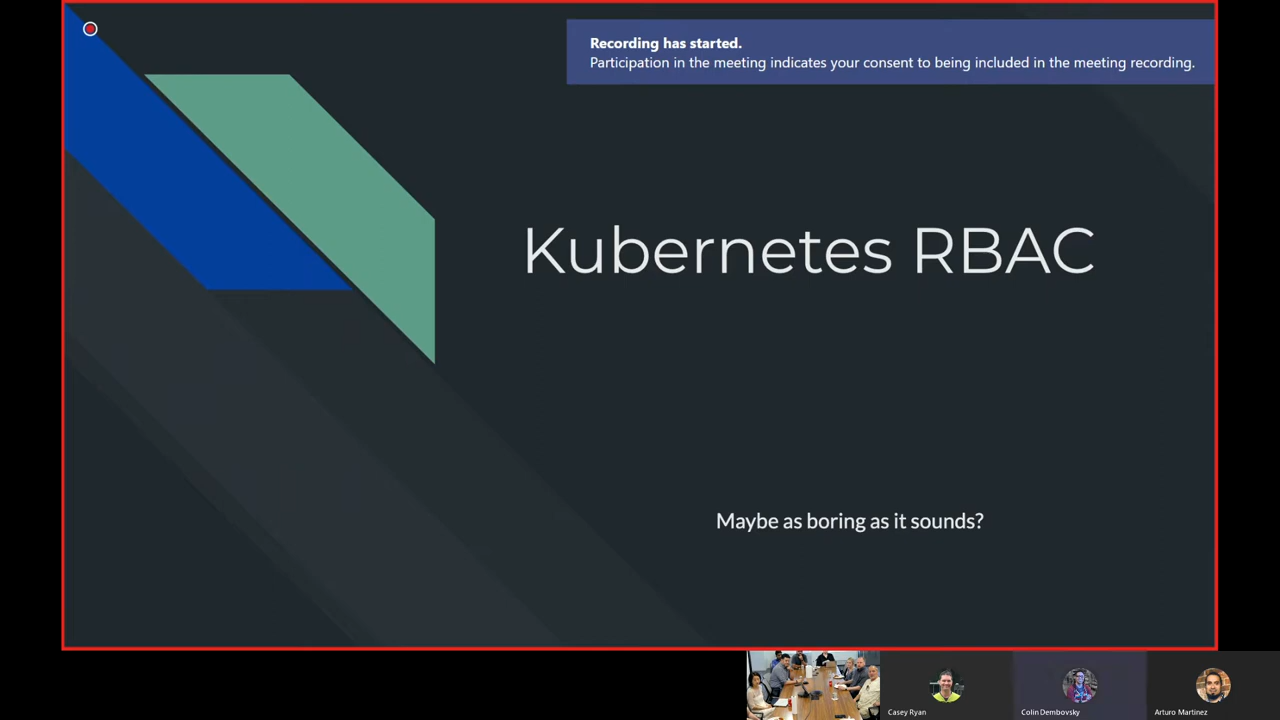 Recording has started.
Participation in the meeting indicates your consent to being included in the meeting recording.
Kubernetes RBAC
Maybe as boring as it sounds?
Casey Ryan
Colin Dembovsky
Arturo Martinez